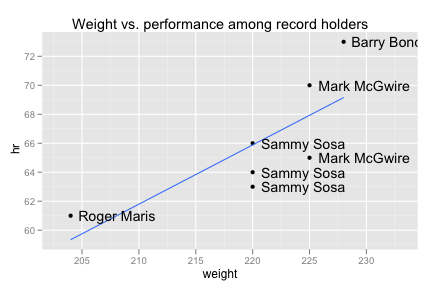 Weight vs. performance among record holders
72
70
68
66
64
62
60
hr
Barry Bonc
Mark McGwire
Sammy Sosa
Mark McGwire
Sammy Sosa
Sammy Sosa
Roger Maris
205
210
215
220
225
230
weight